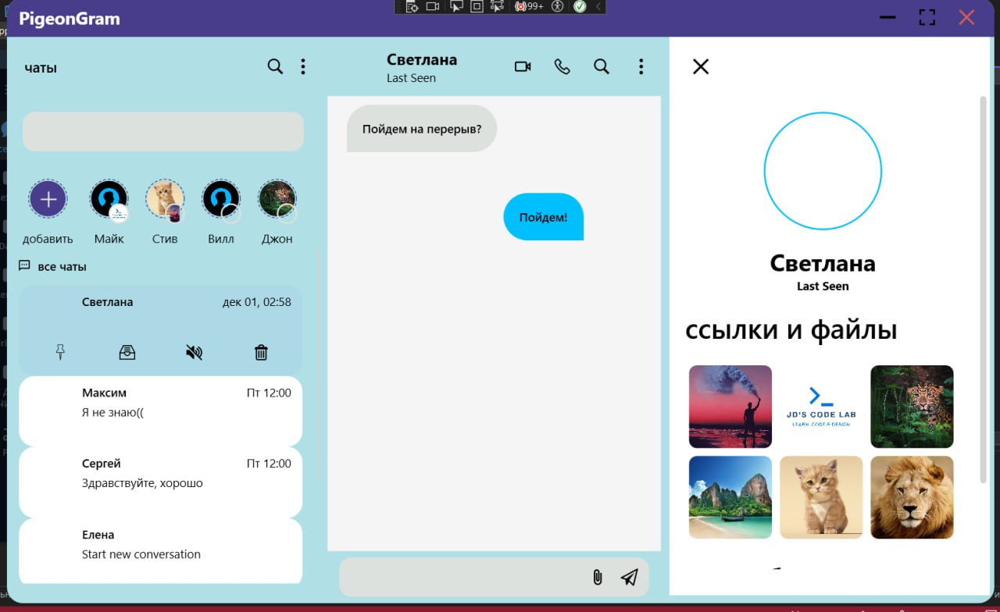 99+
PigeonGram
чаты
добавить
Майк
Стив
Вилл
Джон
все чаты
Светлана
дек 01, 02:58
Максим
Пт 12:00
Я не знаю((
Сергей
Пт 12:00
Здравствуйте, хорошо
Елена
Start new conversation
Светлана
Last Seen
Пойдем на перерыв?
Пойдем!
Светлана
Last Seen
ссылки и файлы
JD'S CODE LAB
LEARN CODE & DESIGN